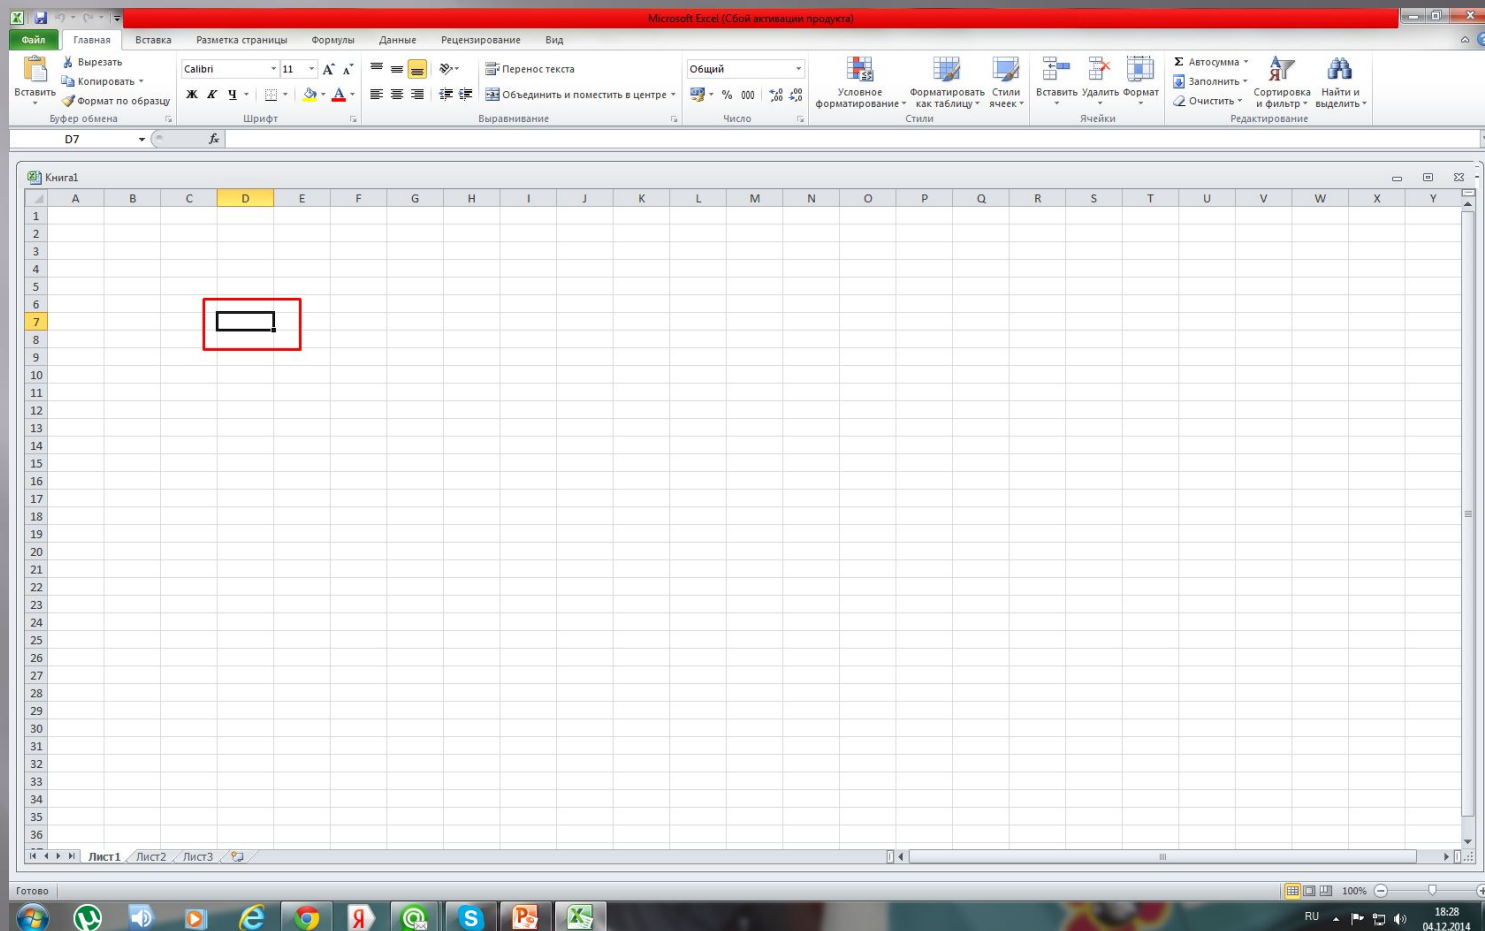 Microsoft Excel (Сбой активации продукта)
Файл Главная Вставка Разметка страницы Формулы Данные Рецензирование Вид
Вставить
Вырезать
Копировать
Формат по образцу
Буфер обмена
Calibri 11
Ж К Ч
Шрифт
Перенос текста
Объединить и поместить в центре
Выравнивание
Общий
% 000
Число
Условное форматирование
Форматировать как таблицу
Стили ячеек
Стили
Вставить Удалить Формат
Ячейки
Σ Автосумма
Заполнить
Очистить
Сортировка и фильтр
Найти и выделить
Редактирование
D7 fx
Книга1
A B C D E F G H I J K L M N O P Q R S T U V W X Y
1
2
3
4
5
6
7
8
9
10
11
12
13
14
15
16
17
18
19
20
21
22
23
24
25
26
27
28
29
30
31
32
33
34
35
36
Лист1 Лист2 Лист3
Готово 100%
RU 18:28
04.12.2014